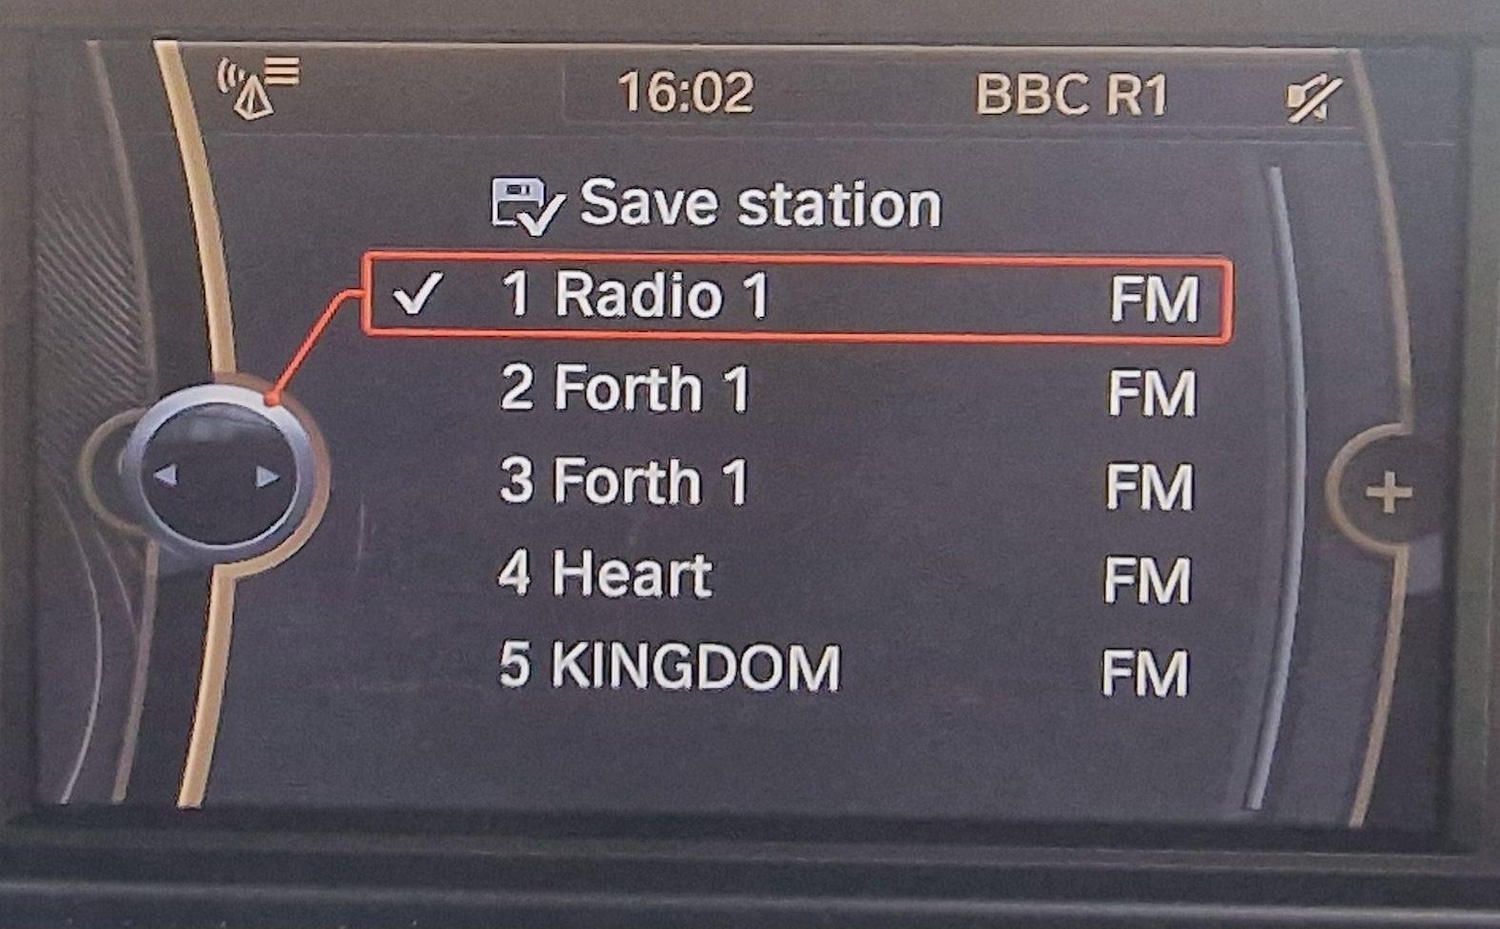 16:02 BBC R1
Save station
1 Radio 1 FM
2 Forth 1 FM
3 Forth 1 FM
4 Heart FM
5 KINGDOM FM